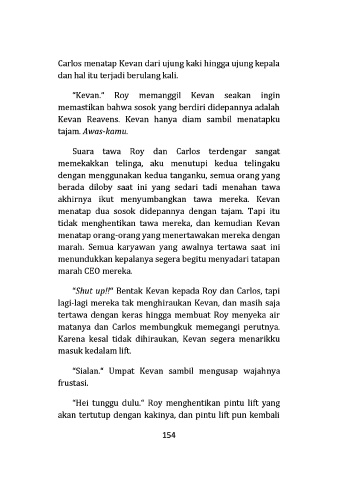 Carlos menatap Kevan dari ujung kaki hingga ujung kepala
dan hal itu terjadi berulang kali.
"Kevan." Roy memanggil Kevan seakan ingin
memastikan bahwa sosok yang berdiri didepannya adalah
Kevan Reavens. Kevan hanya diam sambil menatapku
tajam. Awas-kamu.
Suara tawa Roy dan Carlos terdengar sangat
memekakkan telinga, aku menutupi kedua telingaku
dengan menggunakan kedua tanganku, semua orang yang
berada diloby saat ini yang sedari tadi menahan tawa
akhirnya ikut menyumbangkan tawa mereka. Kevan
menatap dua sosok didepannya dengan tajam. Tapi itu
tidak menghentikan tawa mereka, dan kemudian Kevan
menatap orang-orang yang menertawakan mereka dengan
marah. Semua karyawan yang awalnya tertawa saat ini
menundukkan kepalanya segera begitu menyadari tatapan
marah CEO mereka.
"Shut up!!" Bentak Kevan kepada Roy dan Carlos, tapi
lagi-lagi mereka tak menghiraukan Kevan, dan masih saja
tertawa dengan keras hingga membuat Roy menyeka air
matanya dan Carlos membungkuk memegangi perutnya.
Karena kesal tidak dihiraukan, Kevan segera menarikku
masuk kedalam lift.
"Sialan." Umpat Kevan sambil mengusap wajahnya
frustasi.
"Hei tunggu dulu." Roy menghentikan pintu lift yang
akan tertutup dengan kakinya, dan pintu lift pun kembali
154